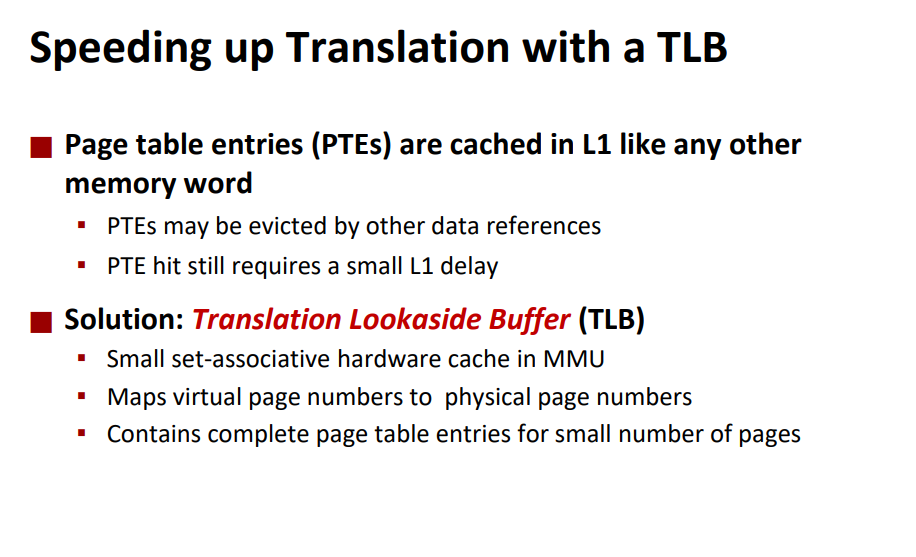 Speeding up Translation with a TLB
Page table entries (PTEs) are cached in L1 like any other
memory word
PTEs may be evicted by other data references
PTE hit still requires a small L1 delay
Solution: Translation Lookaside Buffer (TLB)
Small set-associative hardware cache in MMU
Maps virtual page numbers to  physical page numbers
Contains complete page table entries for small number of pages